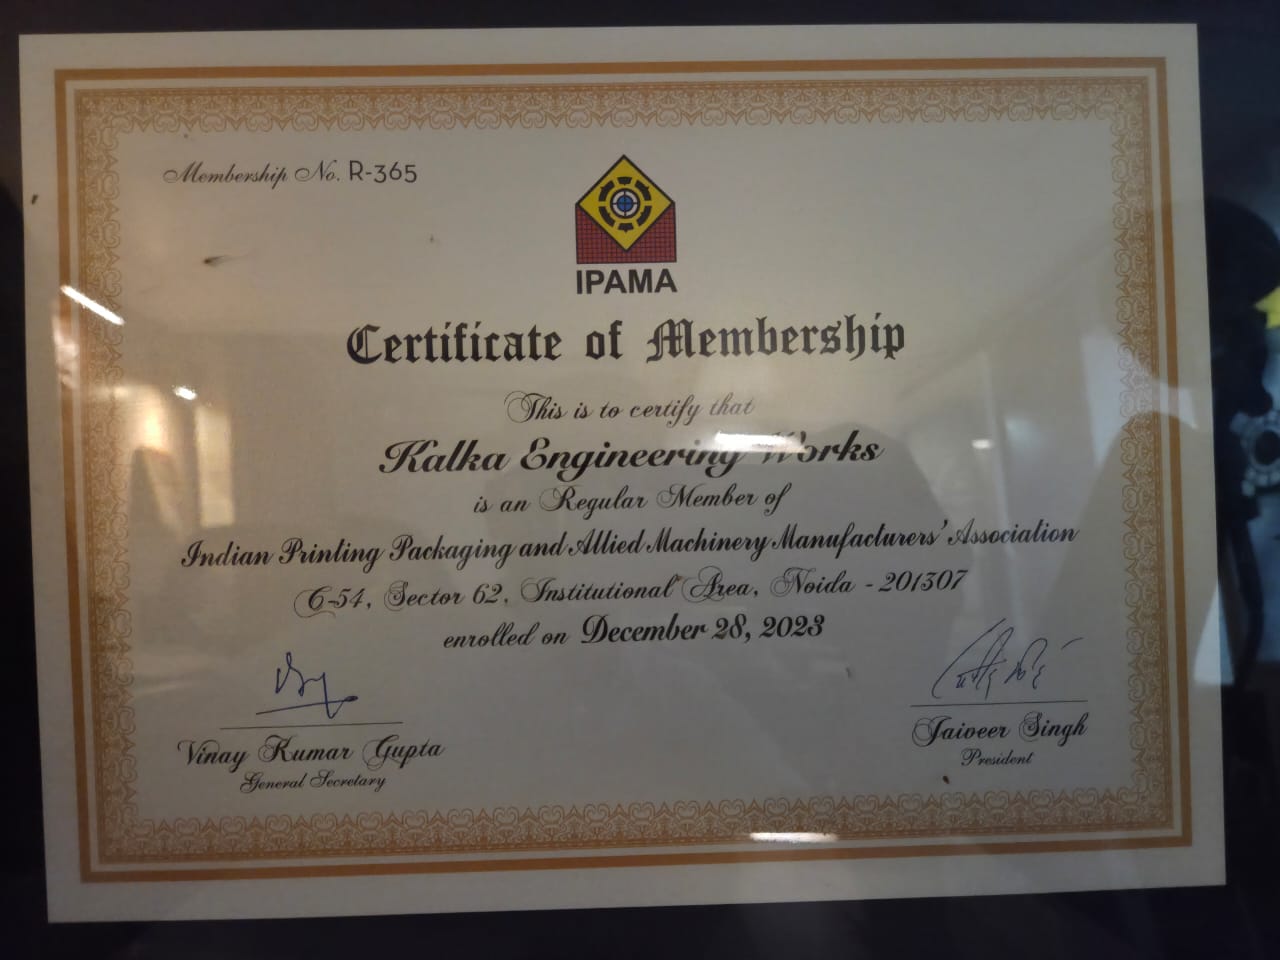 Membership No. R-365
IPAMA
Certificate of Membership
This is to certify that
Kalka Engineering Works
is an Regular Member of
Indian Printing Packaging and Allied Machinery Manufacturers' Association
C-54, Sector 62, Institutional Area, Noida - 201307
enrolled on December 28, 2023
Vinay Kumar Gupta
General Secretary
Jaiveer Singh
President